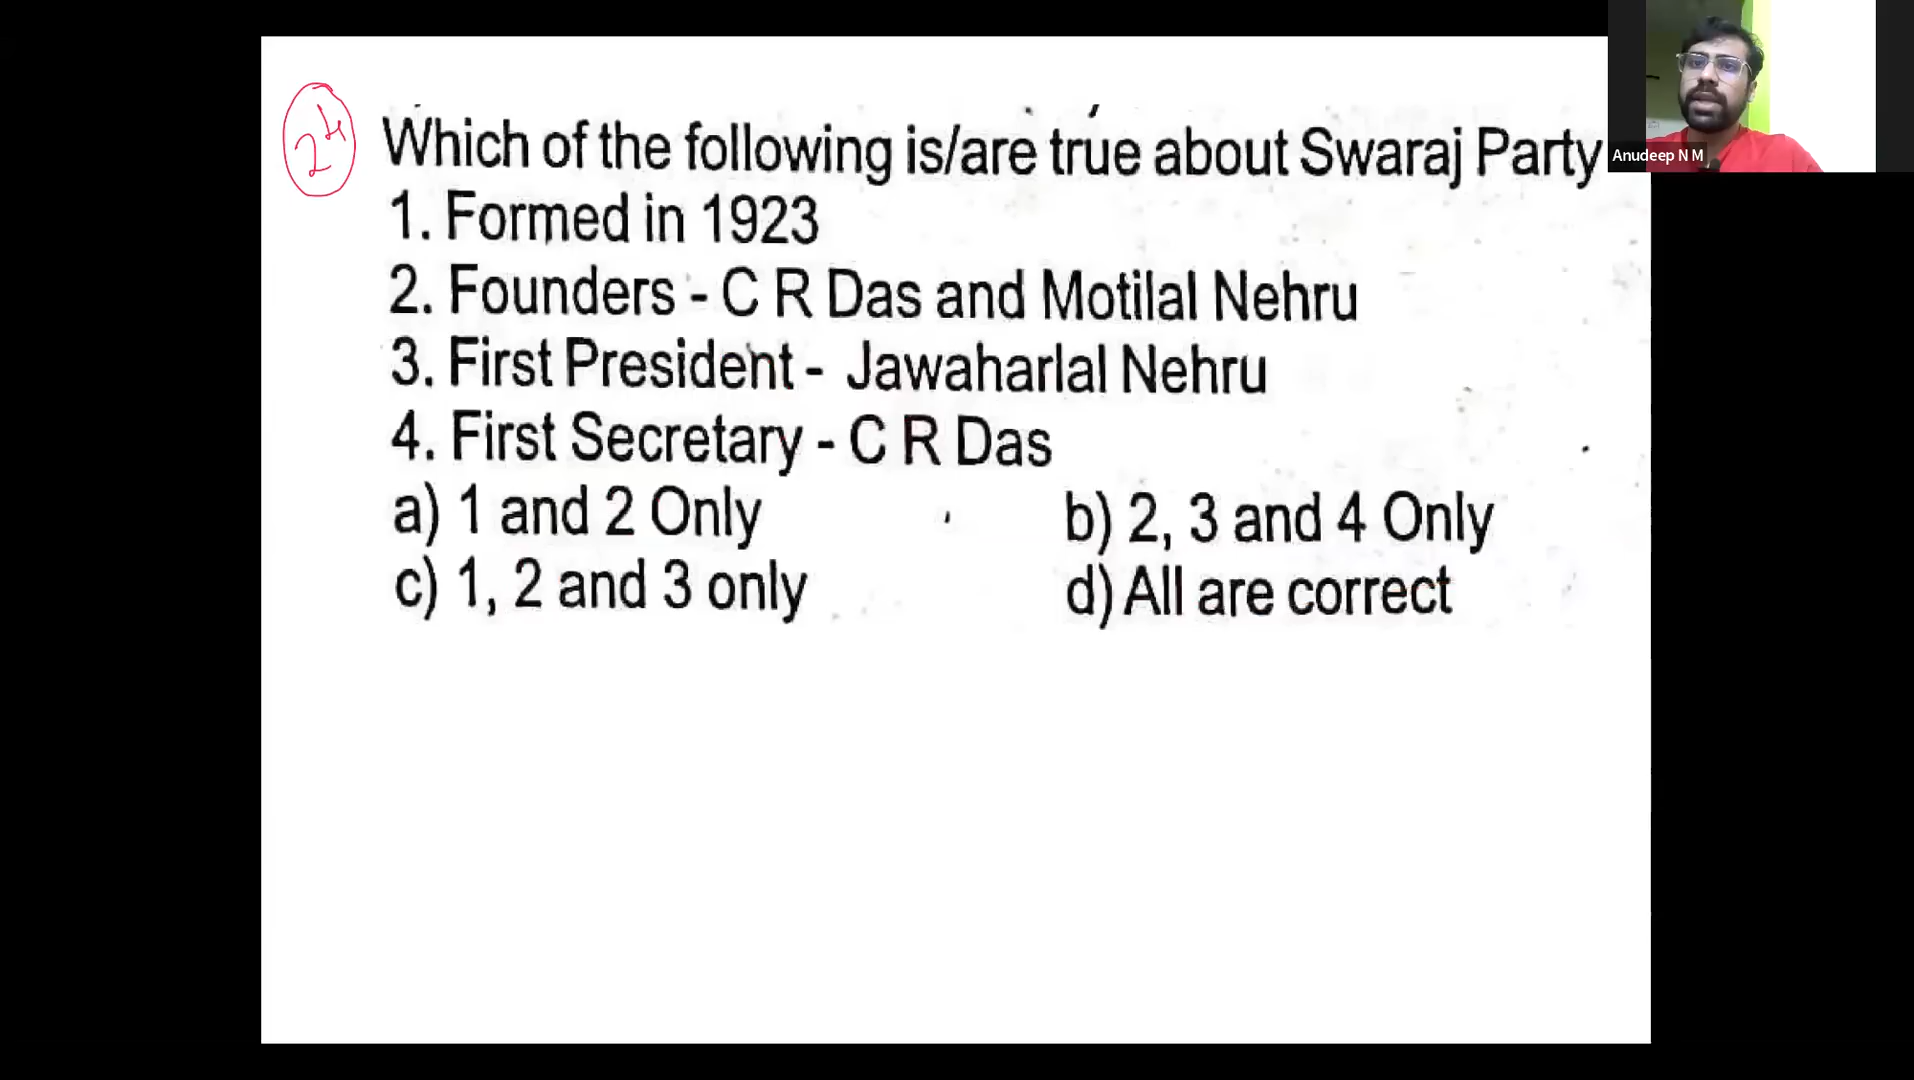 24
Which of the following is/are true about Swaraj Party
1. Formed in 1923
2. Founders - C R Das and Motilal Nehru
3. First President - Jawaharlal Nehru
4. First Secretary - C R Das
a) 1 and 2 Only b) 2, 3 and 4 Only
c) 1, 2 and 3 only d) All are correct
Anudeep N M